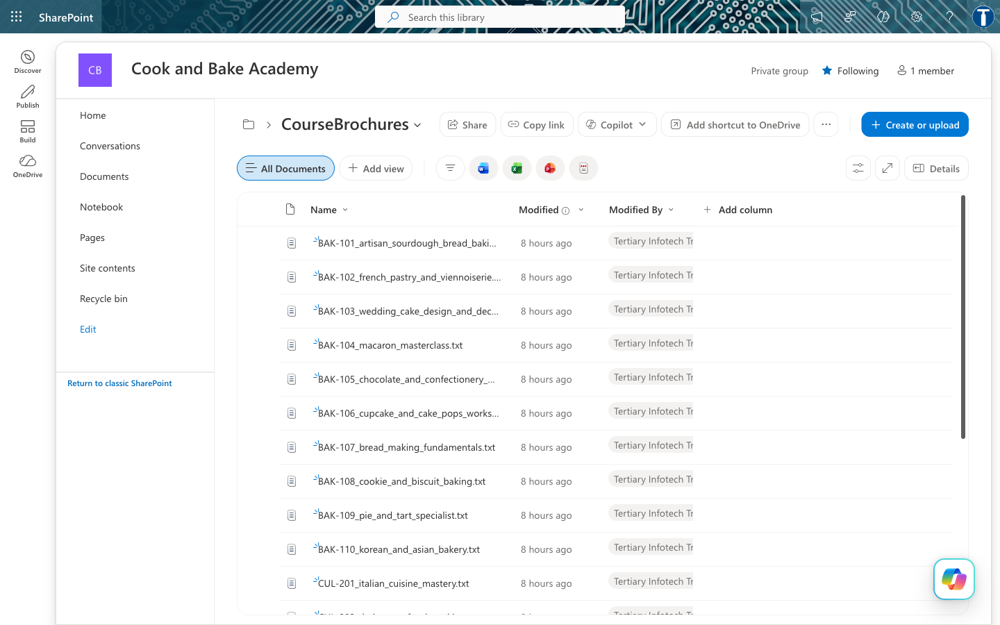 SharePoint
Search this library
Discover
Publish
Build
OneDrive
CB
Cook and Bake Academy
Private group
Following
1 member
Home
Conversations
Documents
Notebook
Pages
Site contents
Recycle bin
Edit
Return to classic SharePoint
CourseBrochures
Share
Copy link
Copilot
Add shortcut to OneDrive
Create or upload
All Documents
Add view
Details
Name
Modified
Modified By
Add column
BAK-101_artisan_sourdough_bread_baki... 8 hours ago Tertiary Infotech Tr
BAK-102_french_pastry_and_viennoiserie.... 8 hours ago Tertiary Infotech Tr
BAK-103_wedding_cake_design_and_dec... 8 hours ago Tertiary Infotech Tr
BAK-104_macaron_masterclass.txt 8 hours ago Tertiary Infotech Tr
BAK-105_chocolate_and_confectionery_... 8 hours ago Tertiary Infotech Tr
BAK-106_cupcake_and_cake_pops_works... 8 hours ago Tertiary Infotech Tr
BAK-107_bread_making_fundamentals.txt 8 hours ago Tertiary Infotech Tr
BAK-108_cookie_and_biscuit_baking.txt 8 hours ago Tertiary Infotech Tr
BAK-109_pie_and_tart_specialist.txt 8 hours ago Tertiary Infotech Tr
BAK-110_korean_and_asian_bakery.txt 8 hours ago Tertiary Infotech Tr
CUL-201_italian_cuisine_mastery.txt 8 hours ago Tertiary Infotech Tr